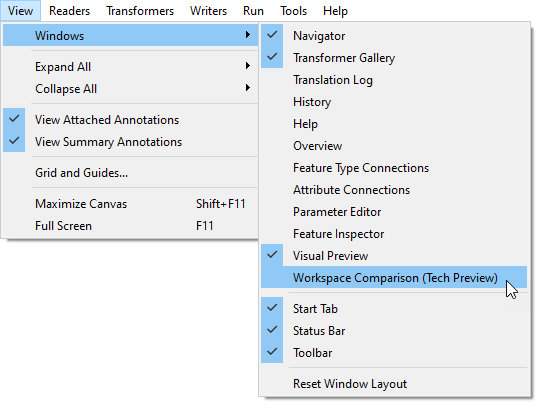 View Readers Transformers Writers Run Tools Help
Windows
Expand All
Collapse All
View Attached Annotations
View Summary Annotations
Grid and Guides...
Maximize Canvas Shift+F11
Full Screen F11
Navigator
Transformer Gallery
Translation Log
History
Help
Overview
Feature Type Connections
Attribute Connections
Parameter Editor
Feature Inspector
Visual Preview
Workspace Comparison (Tech Preview)
Start Tab
Status Bar
Toolbar
Reset Window Layout